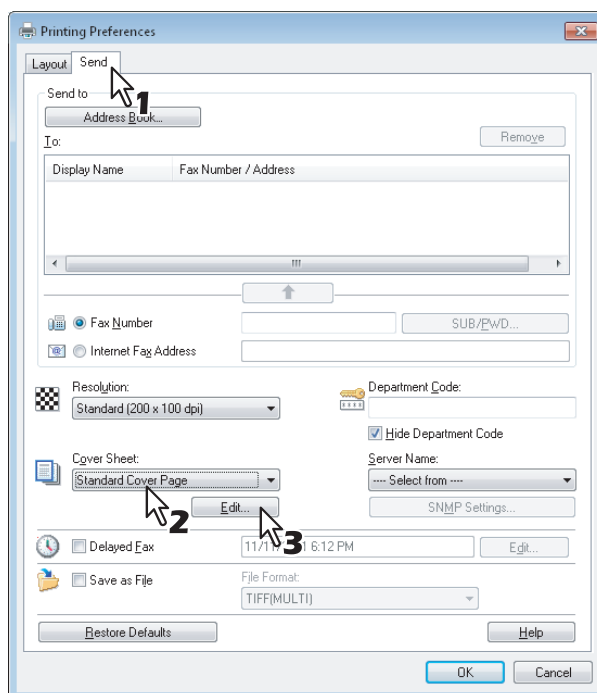 Printing Preferences
Layout Send
1
Send to
Address Book...
To:
Remove
Display Name Fax Number / Address
Fax Number
SUB/PWD...
Internet Fax Address
Resolution:
Standard (200 x 100 dpi)
Department Code:
Hide Department Code
Cover Sheet:
Standard Cover Page
Server Name:
---- Select from ----
2
Edit...
3
SNMP Settings...
Delayed Fax
6:12 PM
Edit...
Save as File
File Format:
TIFF(MULTI)
Restore Defaults
Help
OK
Cancel